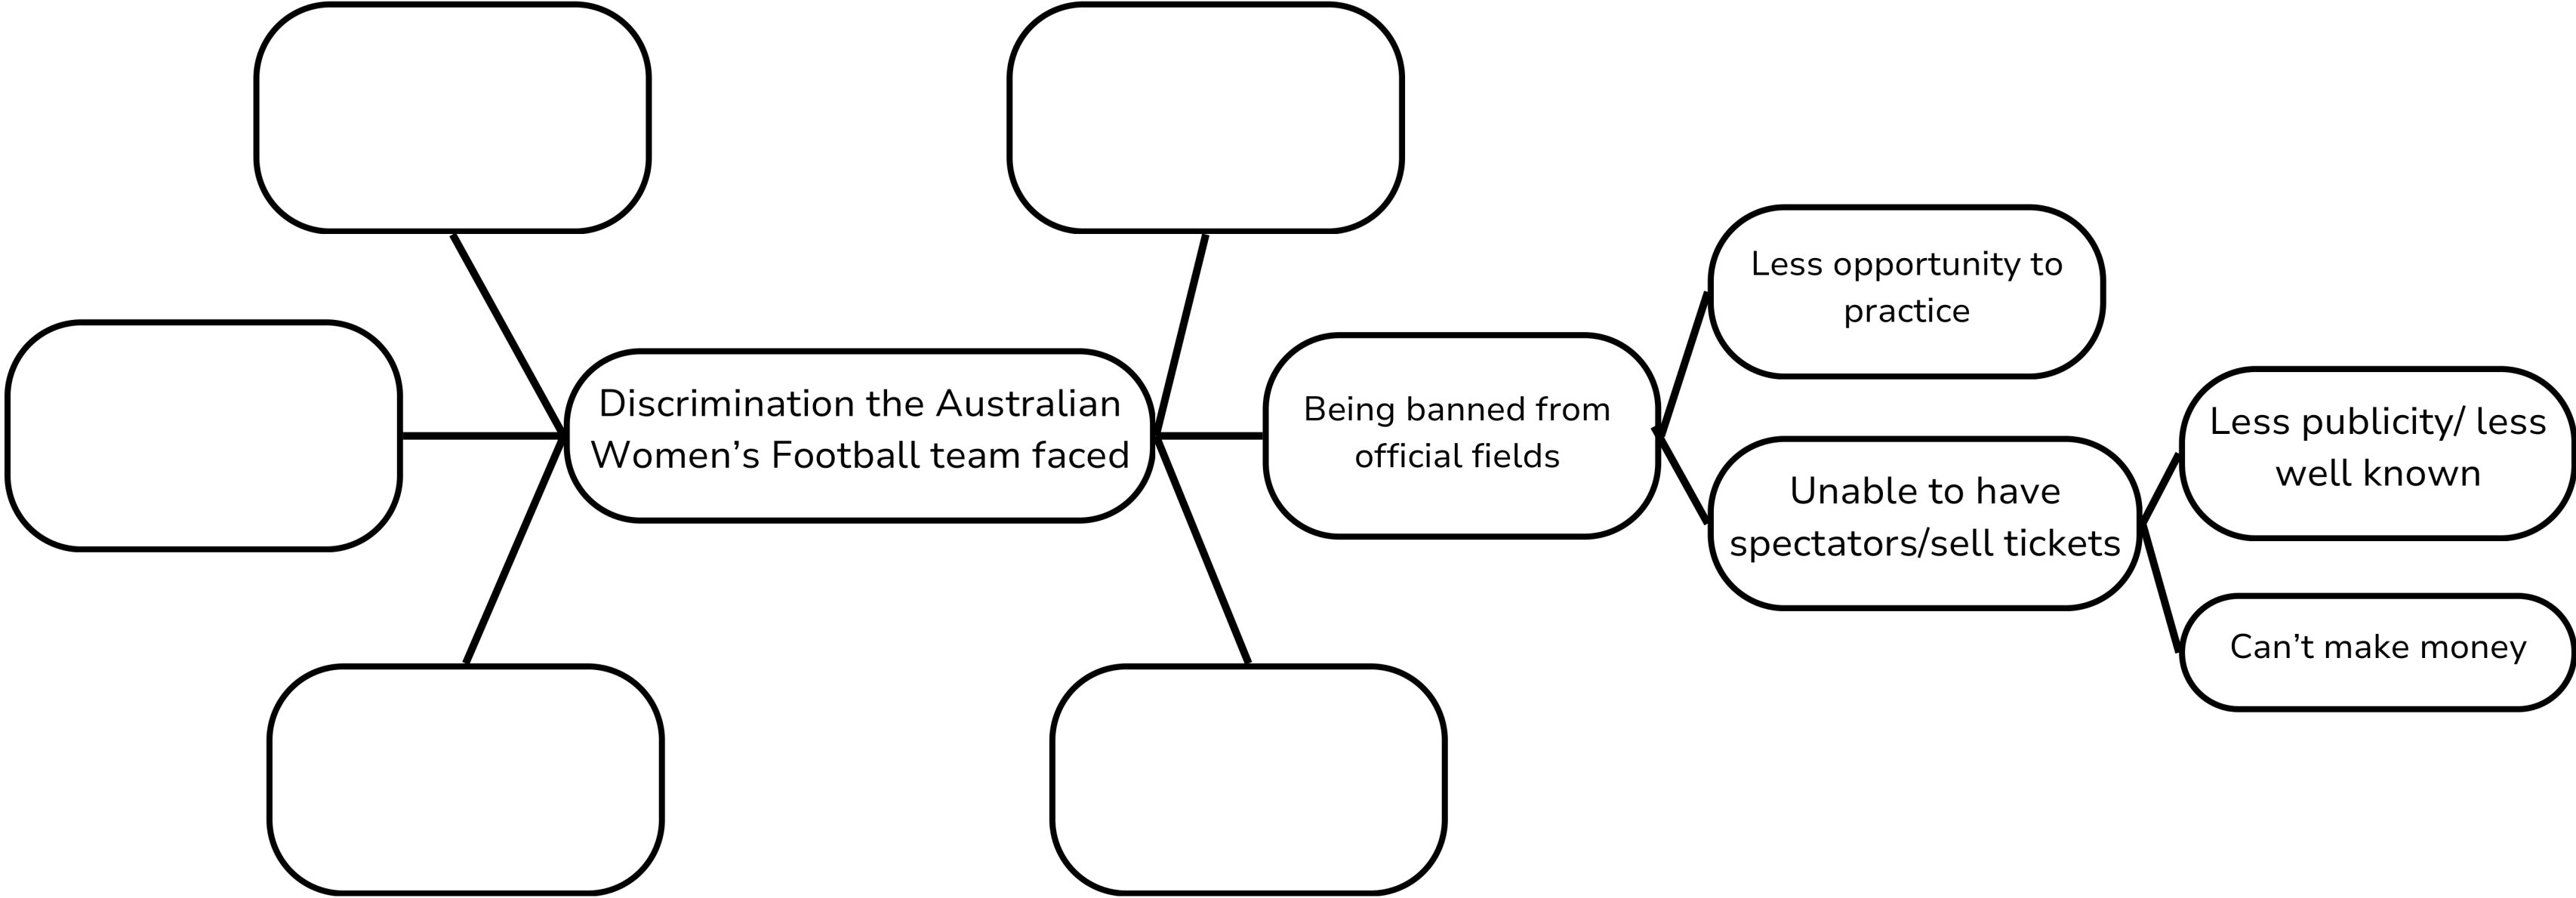 Discrimination the Australian
Women’s Football team faced
Being banned from
official fields
Less opportunity to
practice
Unable to have
spectators/sell tickets
Less publicity/ less
well known
Can’t make money